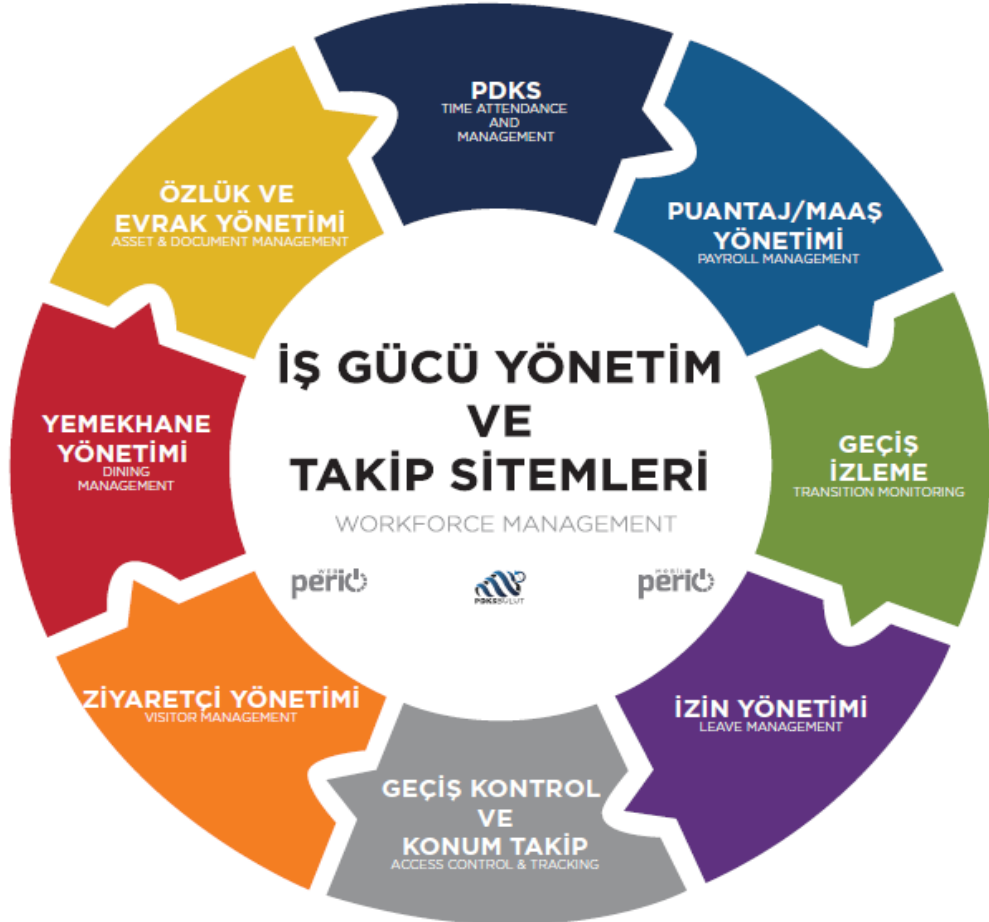 PDKS
TIME ATTENDANCE
AND
MANAGEMENT
PUANTAJ/MAAŞ
YÖNETİMİ
PAYROLL MANAGEMENT
GEÇİŞ
İZLEME
TRANSITION MONITORING
İZİN YÖNETİMİ
LEAVE MANAGEMENT
GEÇİŞ KONTROL
VE
KONUM TAKİP
ACCESS CONTROL & TRACKING
ZİYARETÇİ YÖNETİMİ
VISITOR MANAGEMENT
YEMEKHANE
YÖNETİMİ
DINING
MANAGEMENT
ÖZLÜK VE
EVRAK YÖNETİMİ
ASSET & DOCUMENT MANAGEMENT
İŞ GÜCÜ YÖNETİM
VE
TAKİP SİTEMLERİ
WORKFORCE MANAGEMENT
WEB
perio
PDKSBULUT
MOBİL
perio